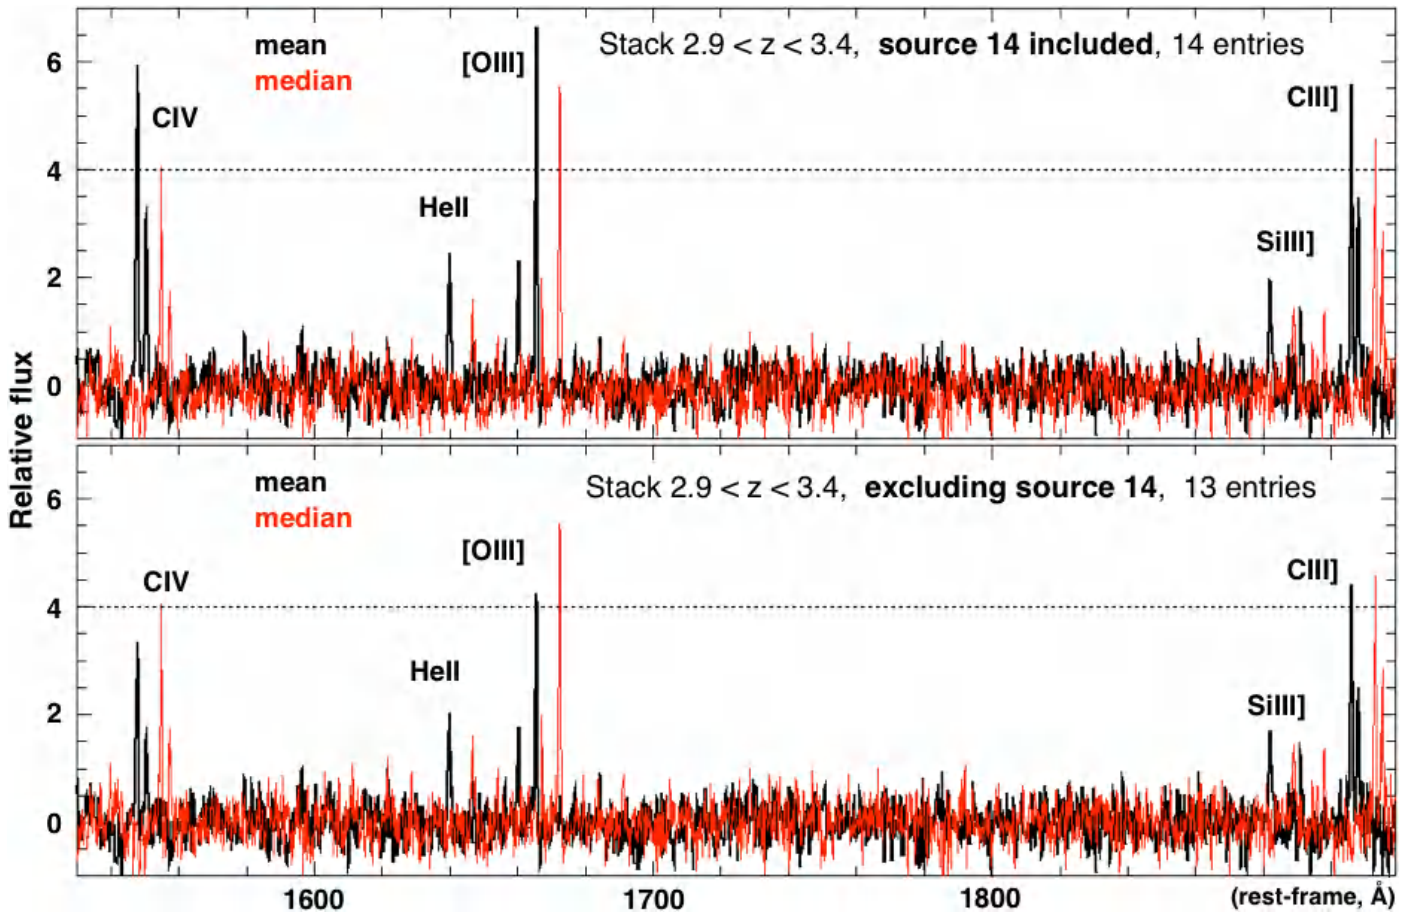 mean
median
Stack 2.9 < z < 3.4, source 14 included, 14 entries
[OIII]
CIV
CIII]
HeII
SiIII]
6
4
2
0
Relative flux
mean
median
Stack 2.9 < z < 3.4, excluding source 14, 13 entries
[OIII]
CIV
CIII]
HeII
SiIII]
6
4
2
0
1600 1700 1800 (rest-frame, Å)